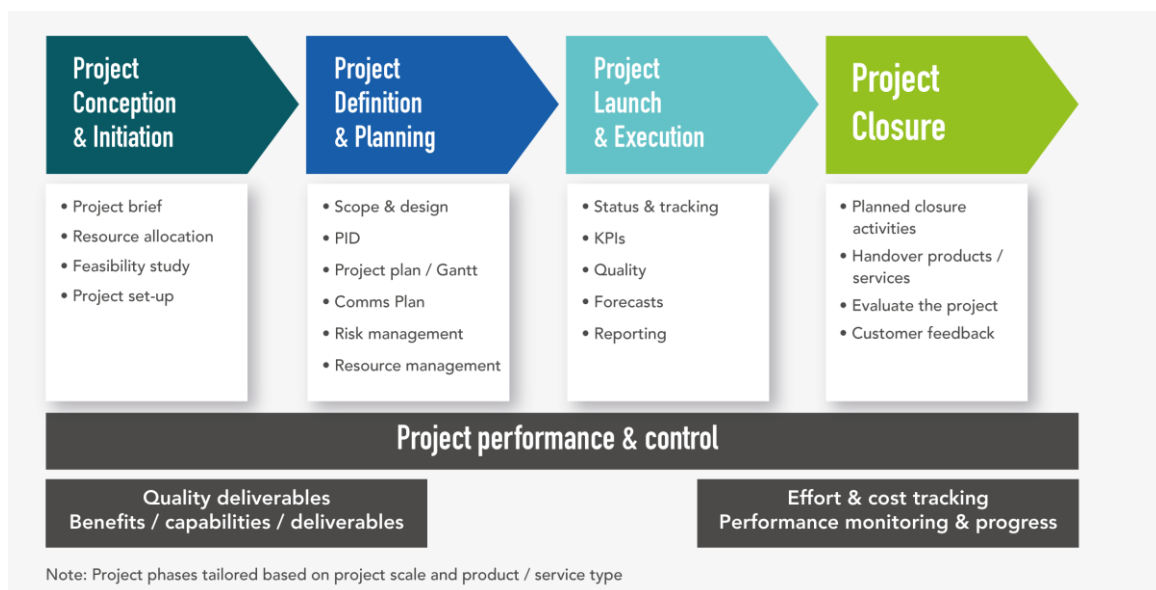 Project
Conception
& Initiation
• Project brief
• Resource allocation
• Feasibility study
• Project set-up
Project
Definition
& Planning
• Scope & design
• PID
• Project plan / Gantt
• Comms Plan
• Risk management
• Resource management
Project
Launch
& Execution
• Status & tracking
• KPIs
• Quality
• Forecasts
• Reporting
Project
Closure
• Planned closure
activities
• Handover products /
services
• Evaluate the project
• Customer feedback
Project performance & control
Quality deliverables
Benefits / capabilities / deliverables
Effort & cost tracking
Performance monitoring & progress
Note: Project phases tailored based on project scale and product / service type